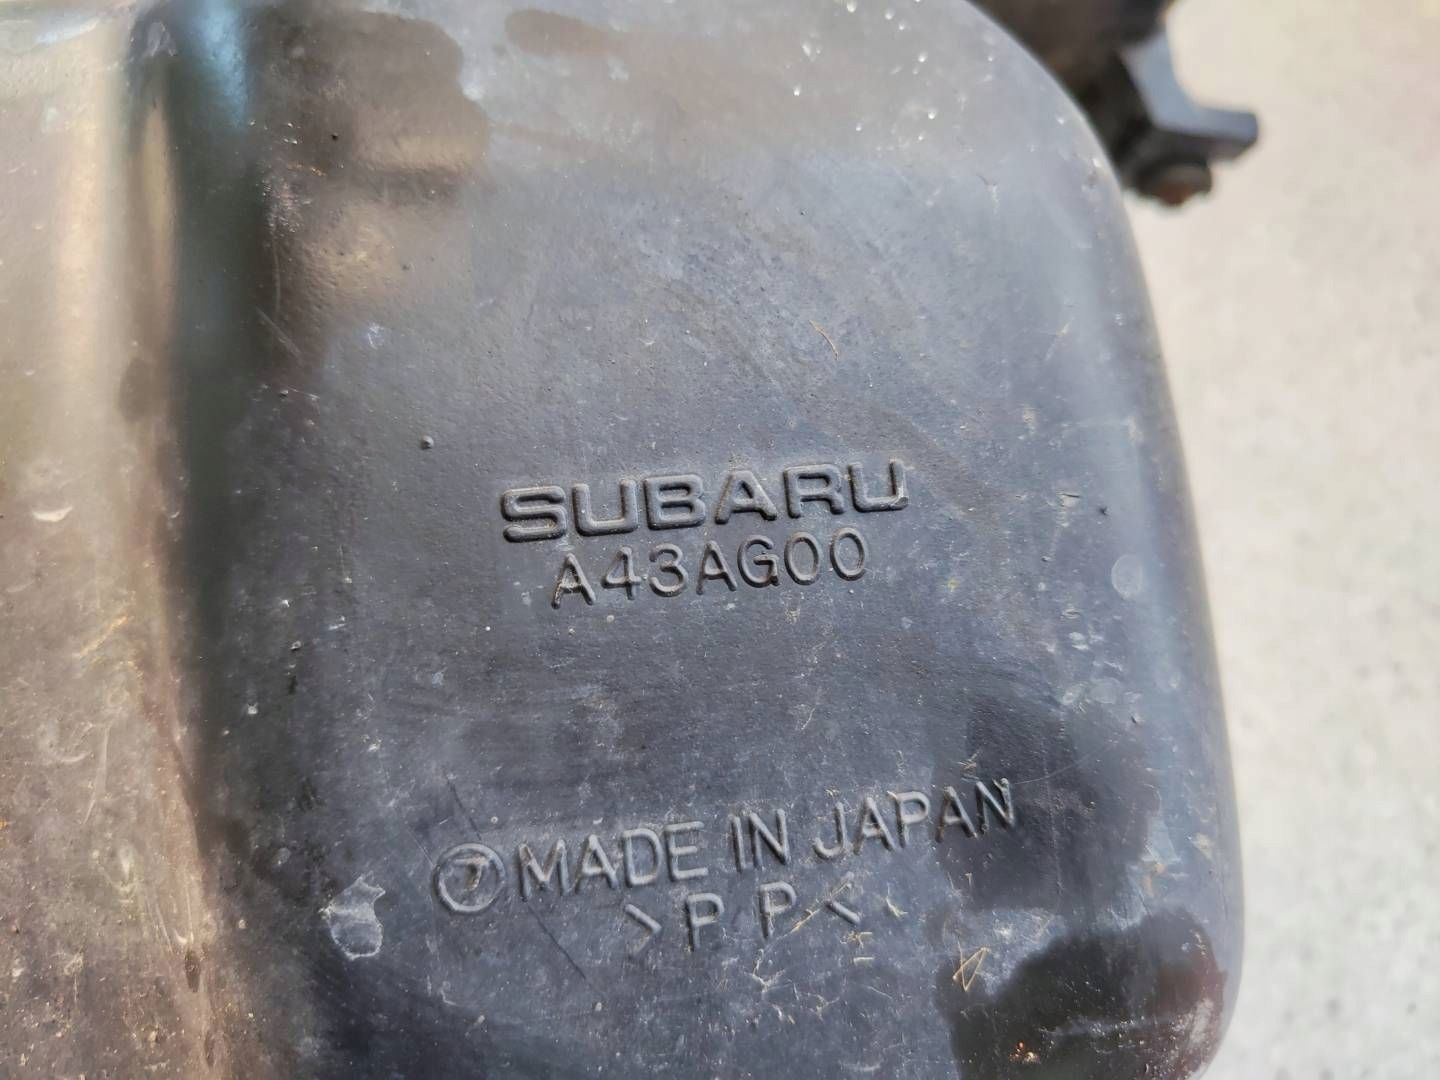 SUBARU
A43AG00
MADE IN JAPAN
>PP<